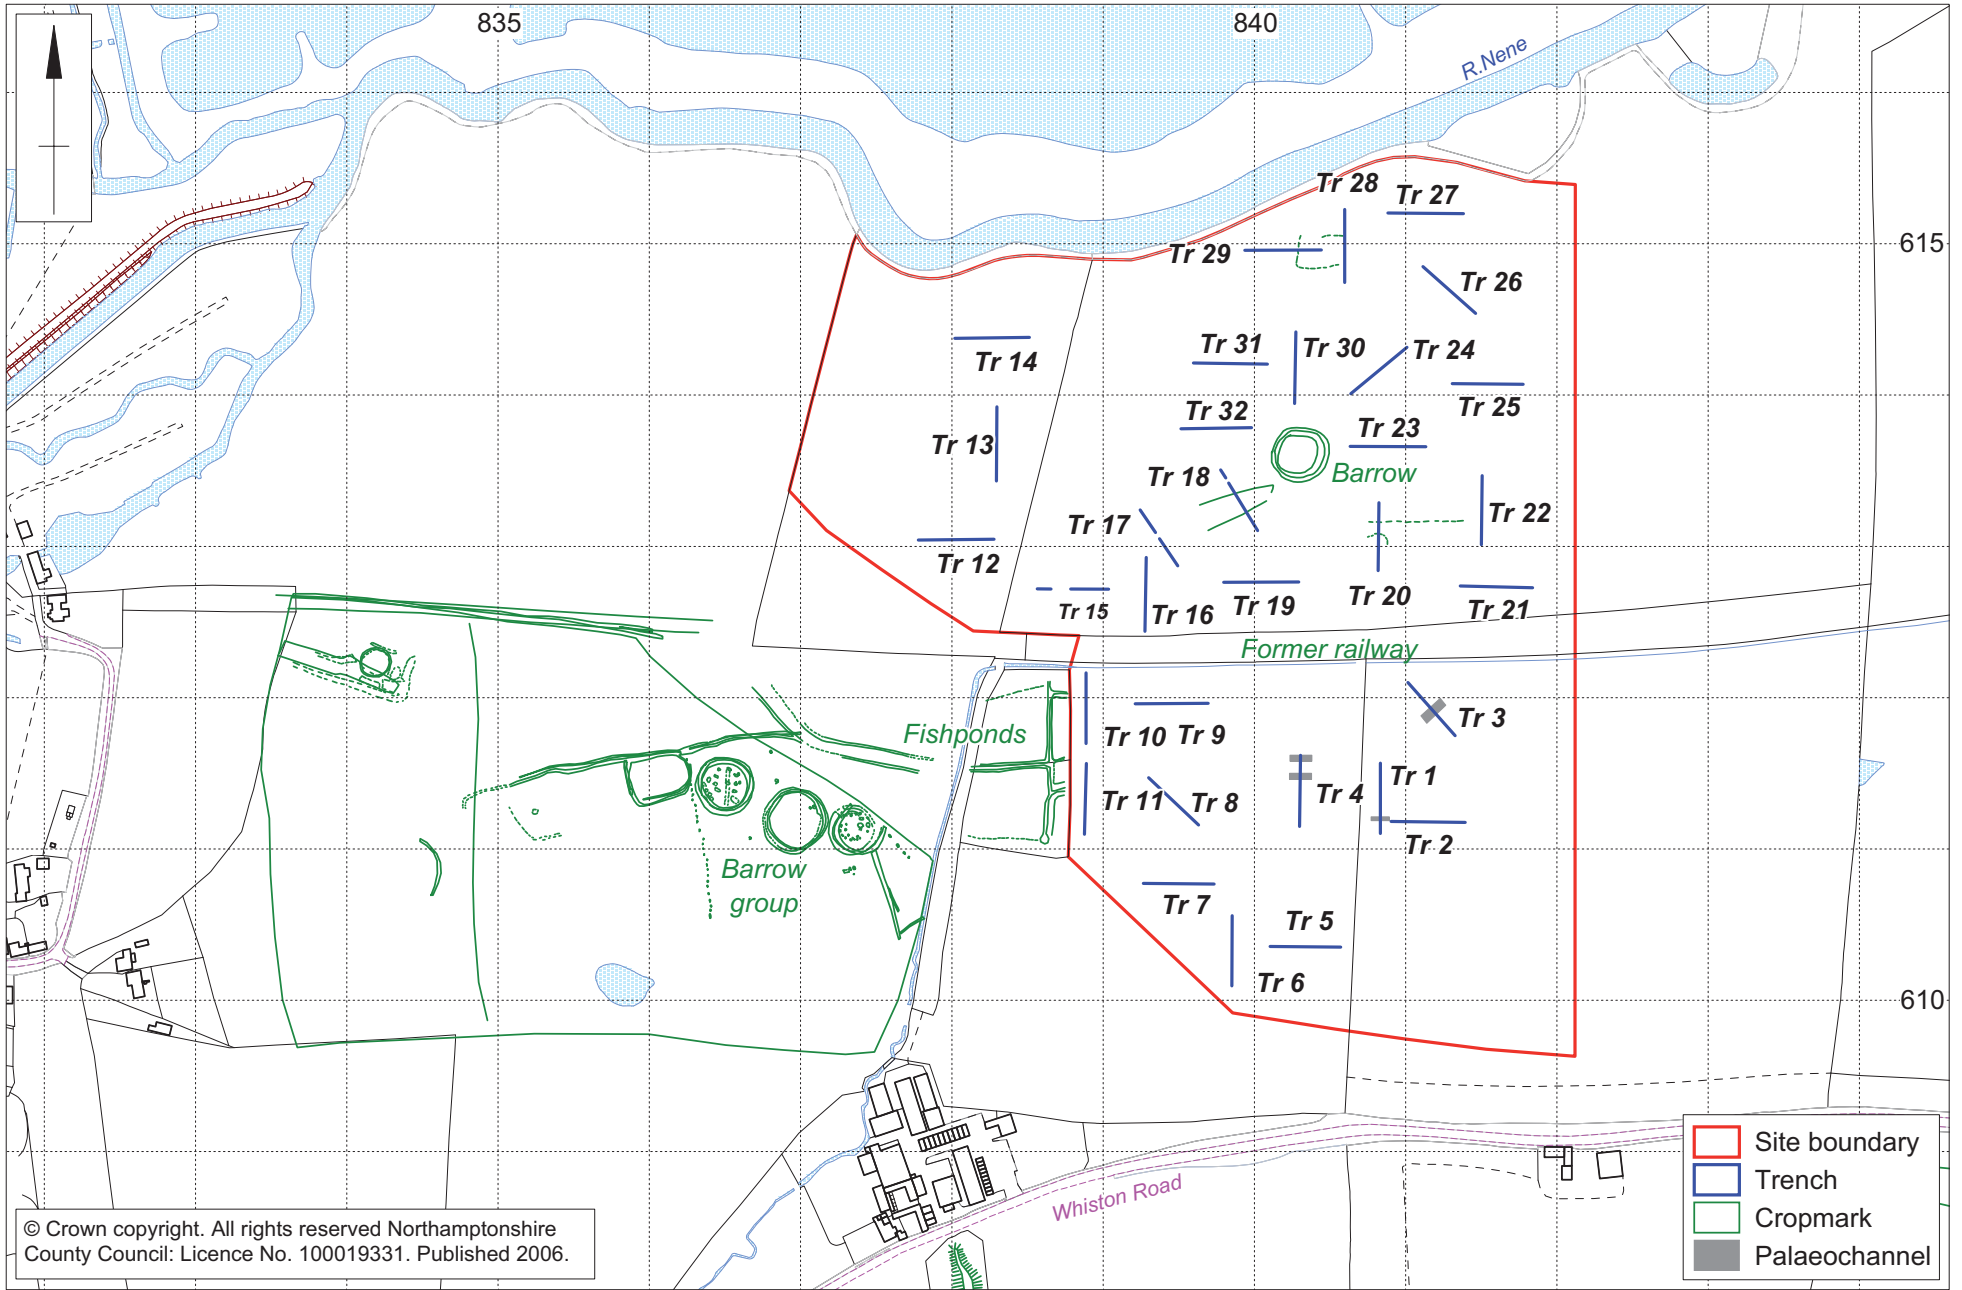 835
840
R.Nene
Tr 28
Tr 27
615
Tr 29
Tr 26
Tr 31
Tr 30
Tr 24
Tr 14
Tr 25
Tr 32
Tr 23
Tr 13
Barrow
Tr 18
Tr 22
Tr 17
Tr 12
Tr 15
Tr 16
Tr 19
Tr 20
Tr 21
Former railway
Tr 3
Fishponds
Tr 10
Tr 9
Tr 1
Tr 11
Tr 8
Tr 4
Tr 2
Barrow
group
Tr 7
Tr 5
Tr 6
610
Whiston Road
Site boundary
Trench
Cropmark
Palaeochannel
© Crown copyright. All rights reserved Northamptonshire
County Council: Licence No. 100019331. Published 2006.